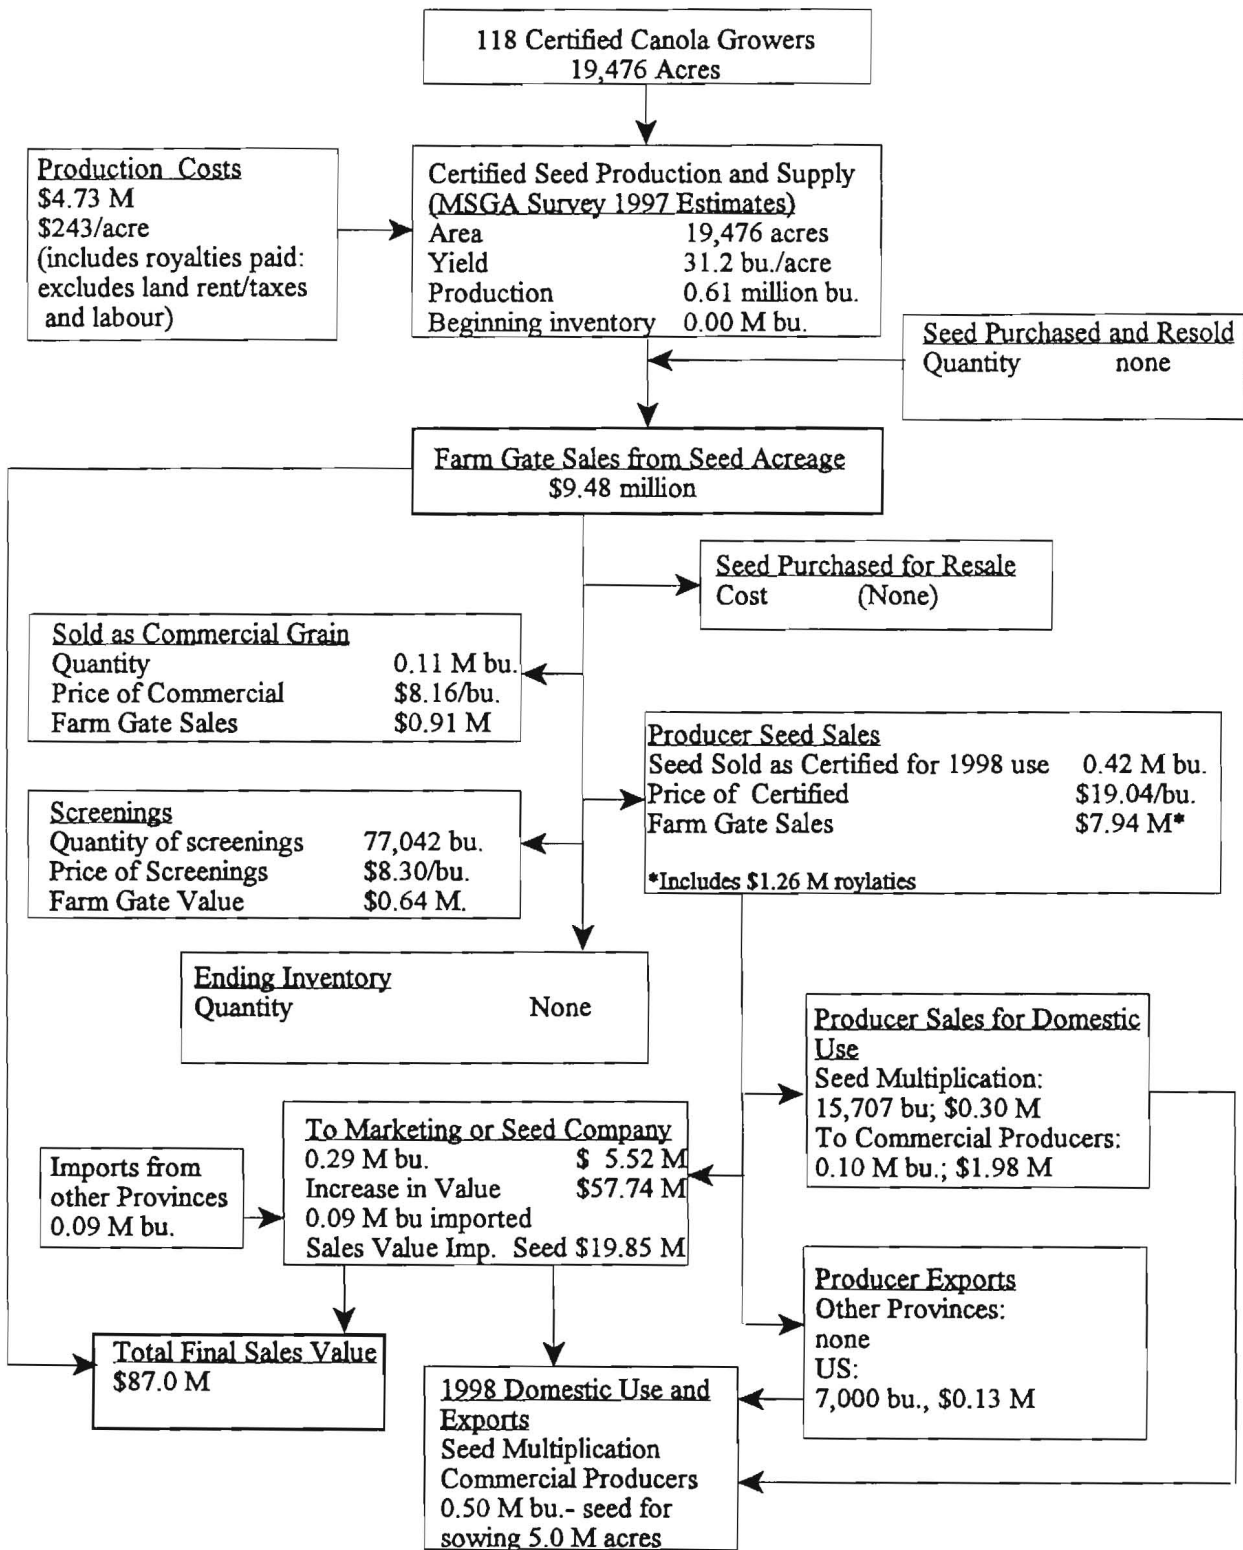 118 Certified Canola Growers
19,476 Acres
Production Costs
$4.73 M
$243/acre
(includes royalties paid:
excludes land rent/taxes
and labour)
Certified Seed Production and Supply
(MSGA Survey 1997 Estimates)
Area 19,476 acres
Yield 31.2 bu./acre
Production 0.61 million bu.
Beginning inventory 0.00 M bu.
Seed Purchased and Resold
Quantity none
Farm Gate Sales from Seed Acreage
$9.48 million
Seed Purchased for Resale
Cost (None)
Sold as Commercial Grain
Quantity 0.11 M bu.
Price of Commercial $8.16/bu.
Farm Gate Sales $0.91 M
Producer Seed Sales
Seed Sold as Certified for 1998 use 0.42 M bu.
Price of Certified $19.04/bu.
Farm Gate Sales $7.94 M*
*Includes $1.26 M roylaties
Screenings
Quantity of screenings 77,042 bu.
Price of Screenings $8.30/bu.
Farm Gate Value $0.64 M.
Ending Inventory
Quantity None
Producer Sales for Domestic
Use
Seed Multiplication:
15,707 bu; $0.30 M
To Commercial Producers:
0.10 M bu.; $1.98 M
To Marketing or Seed Company
0.29 M bu. $ 5.52 M
Increase in Value $57.74 M
0.09 M bu imported
Sales Value Imp. Seed $19.85 M
Imports from
other Provinces
0.09 M bu.
Producer Exports
Other Provinces:
none
US:
7,000 bu., $0.13 M
Total Final Sales Value
$87.0 M
1998 Domestic Use and
Exports
Seed Multiplication
Commercial Producers
0.50 M bu.- seed for
sowing 5.0 M acres